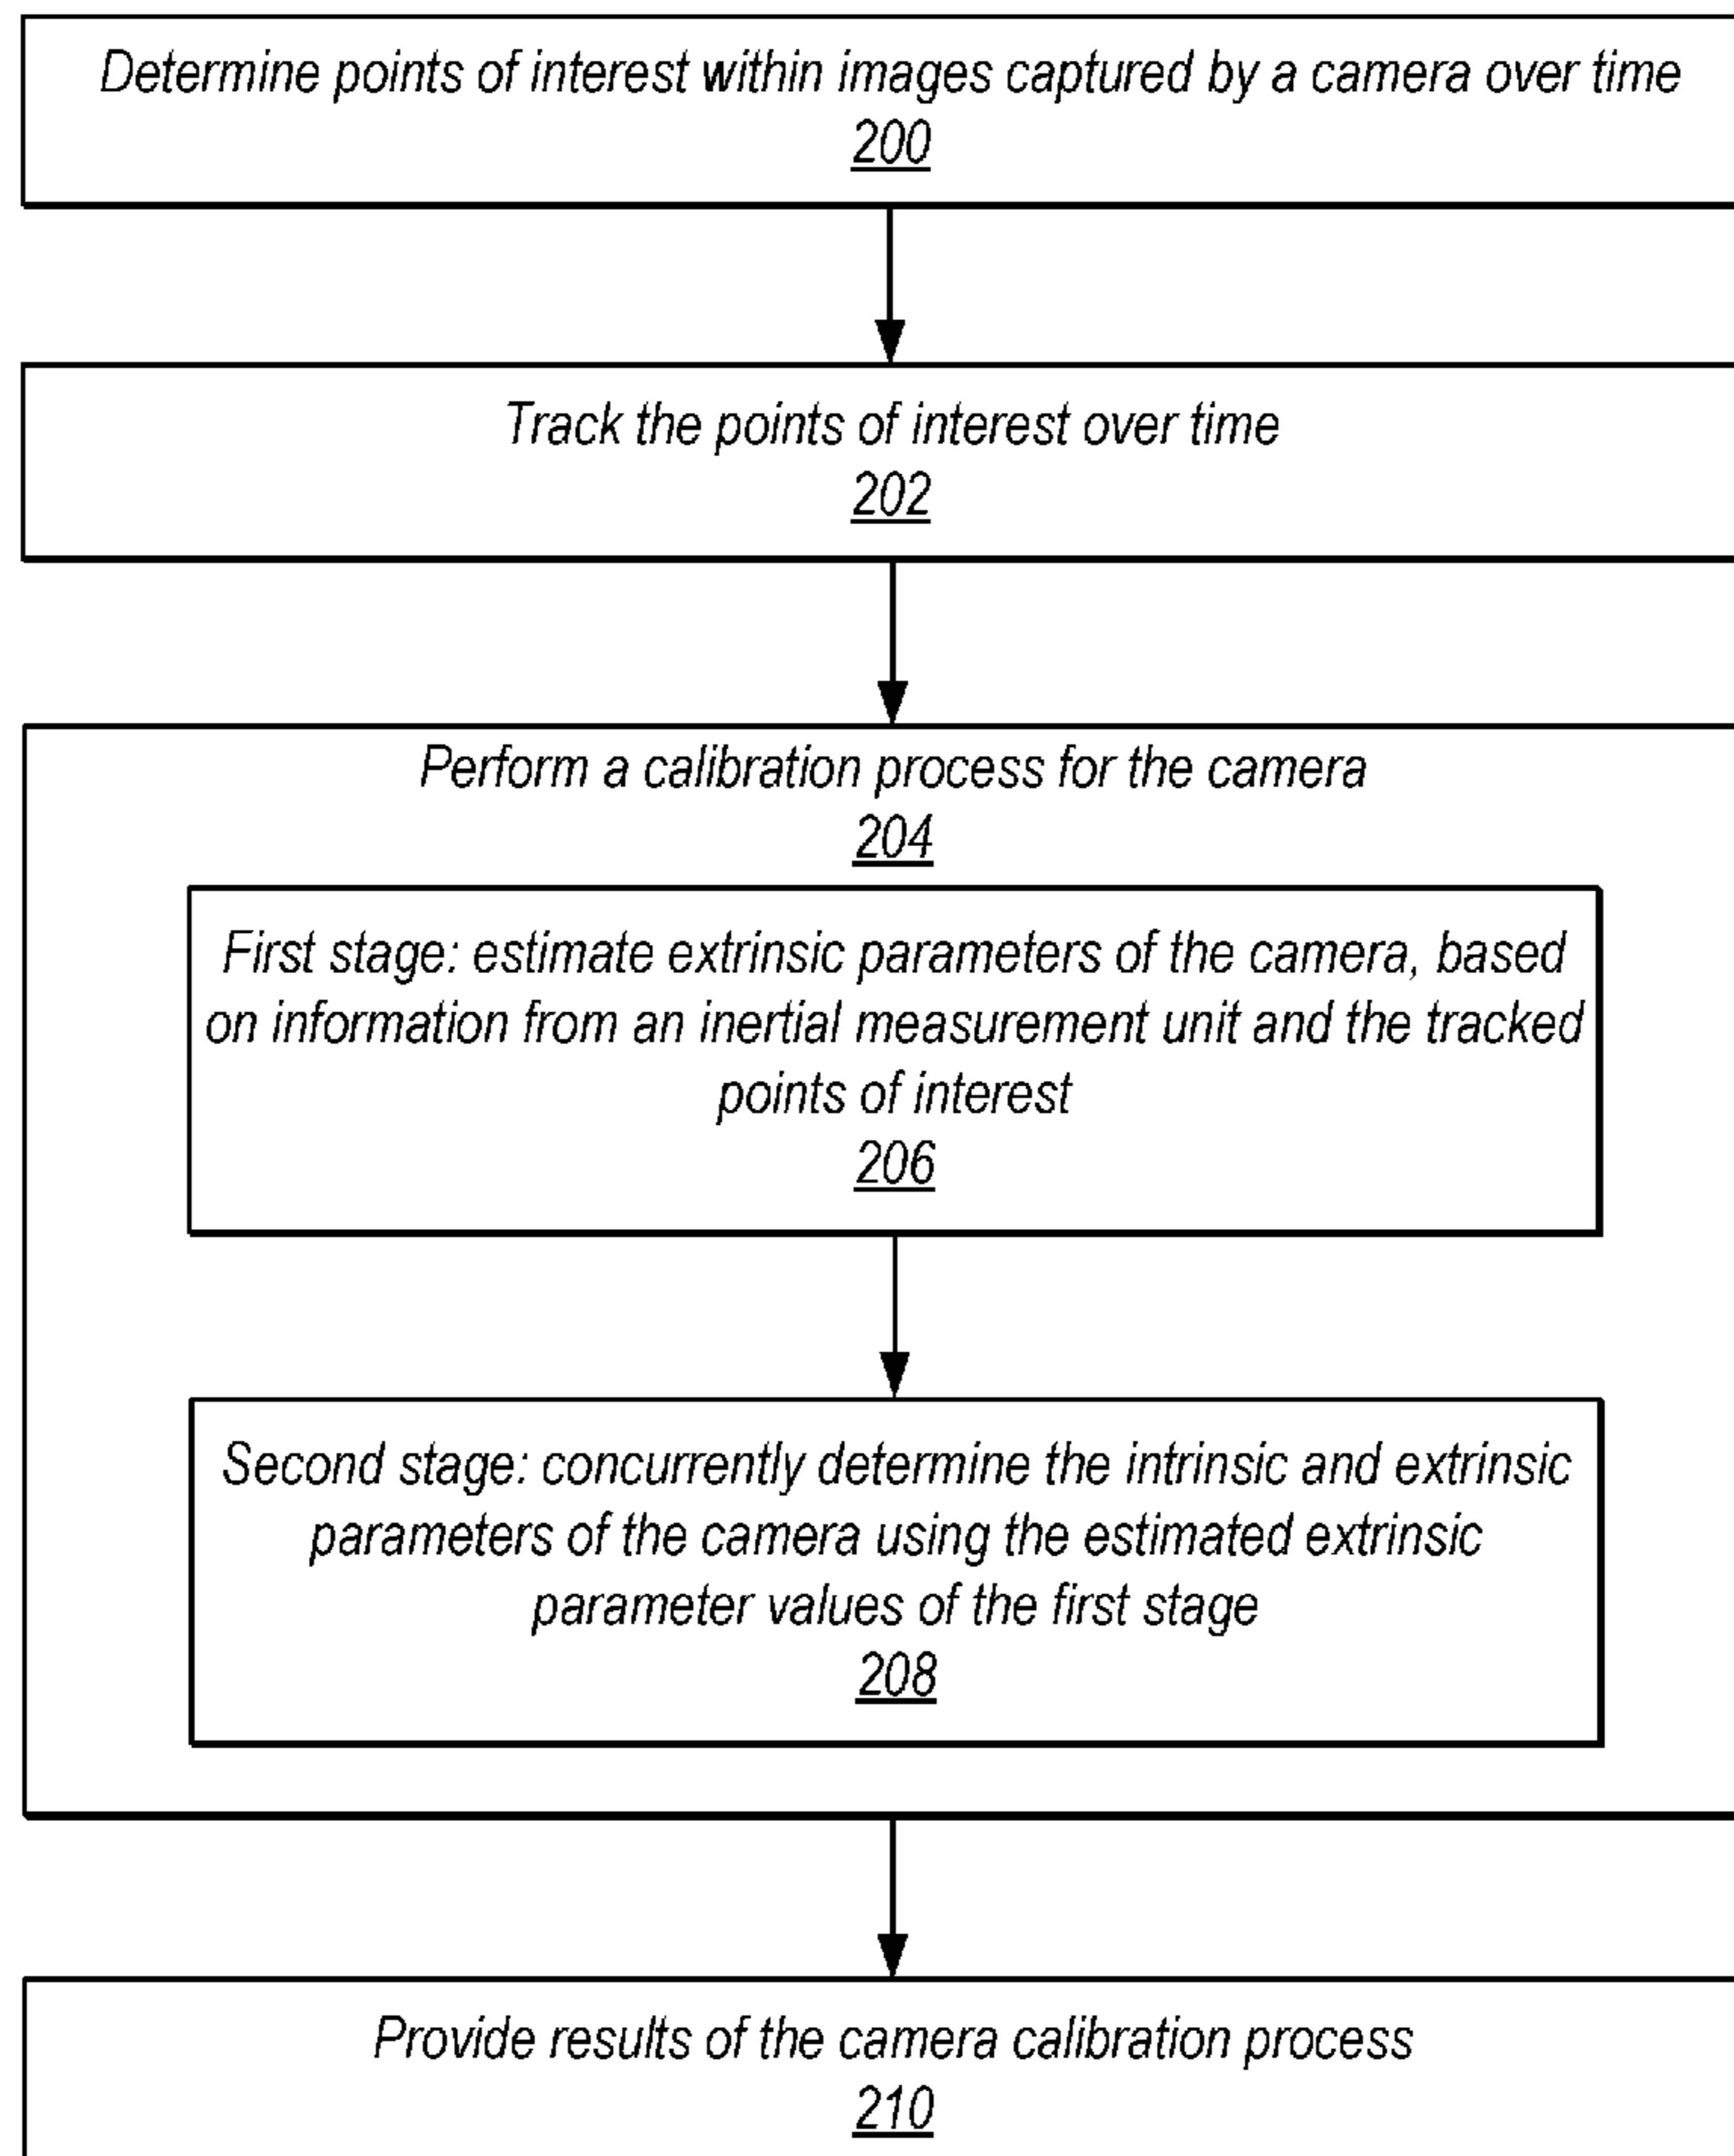 Determine points of interest within images captured by a camera over time
200
Track the points of interest over time
202
Perform a calibration process for the camera
204
First stage: estimate extrinsic parameters of the camera, based
on information from an inertial measurement unit and the tracked
points of interest
206
Second stage: concurrently determine the intrinsic and extrinsic
parameters of the camera using the estimated extrinsic
parameter values of the first stage
208
Provide results of the camera calibration process
210